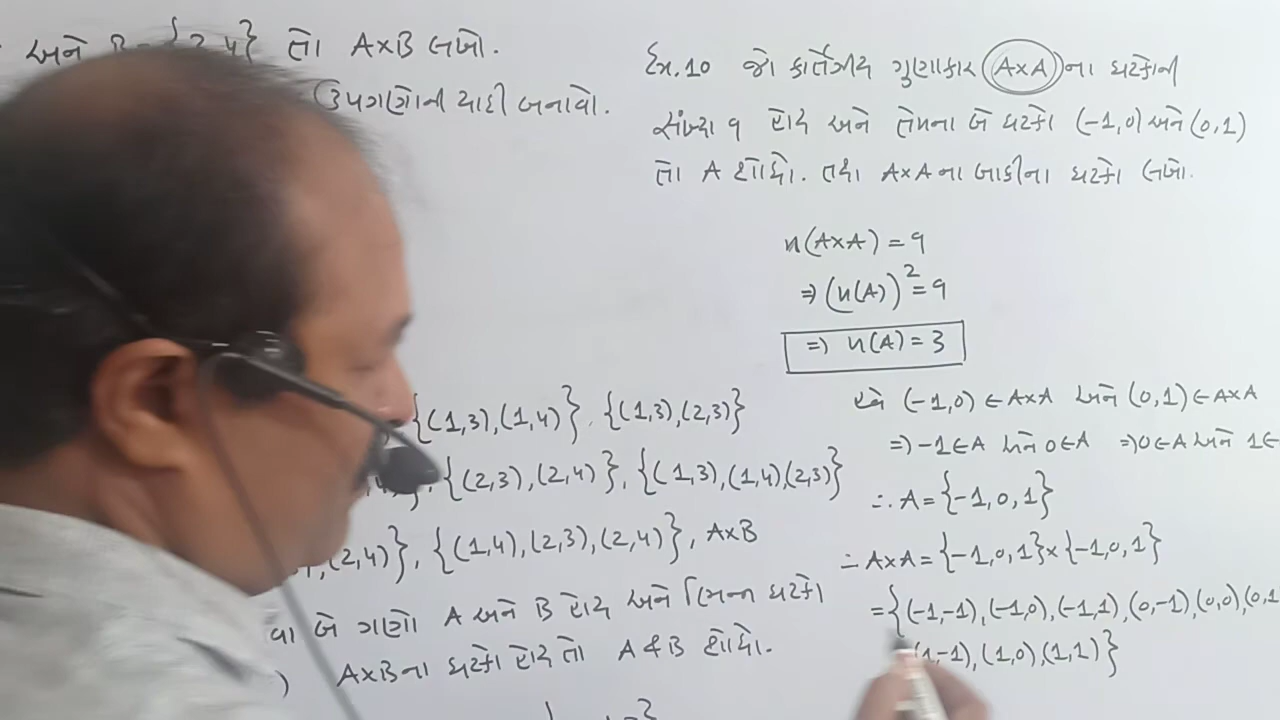 અને B = {3,4} તો A×B લખો.
ઉપગણોની યાદી બનાવો.
{(1,3),(1,4)}, {(1,3),(2,3)}
{(2,3),(2,4)}, {(1,3),(1,4),(2,3)}
(2,4)}, {(1,4),(2,3),(2,4)}, A×B
બે ગણો A અને B હોય અને ભિન્ન ઘટકો
) A×Bના ઘટકો હોય તો A & B શોધો.
Ex.10 જો કાર્તેઝીય ગુણાકાર (A×A)ના ઘટકોની
સંખ્યા 9 હોય અને તેમના બે ઘટકો (-1,0) અને (0,1)
તો A શોધો. તથા A×Aના બાકીના ઘટકો લખો.
n(A×A) = 9
⇒ (n(A))² = 9
⇒ n(A) = 3
હવે (-1,0) ∈ A×A અને (0,1) ∈ A×A
⇒ -1∈A અને 0∈A ⇒ 0∈A અને 1∈
∴ A = {-1,0,1}
∴ A×A = {-1,0,1}×{-1,0,1}
= {(-1,-1),(-1,0),(-1,1),(0,-1),(0,0),(0,1
(1,-1),(1,0),(1,1)}